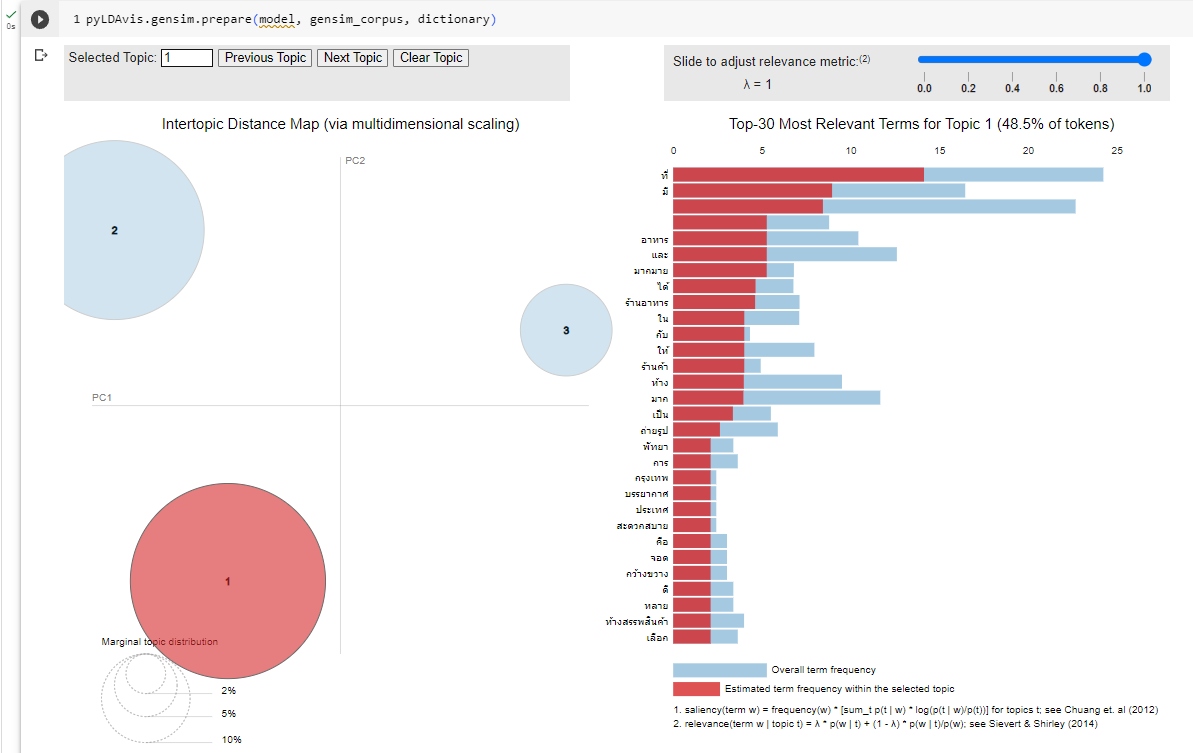 0s
1 pyLDAvis.gensim.prepare(model, gensim_corpus, dictionary)
Selected Topic: 1 Previous Topic Next Topic Clear Topic
Slide to adjust relevance metric:(2)
λ = 1
0.0 0.2 0.4 0.6 0.8 1.0
Intertopic Distance Map (via multidimensional scaling)
PC2
PC1
2
3
1
Marginal topic distribution
2%
5%
10%
Top-30 Most Relevant Terms for Topic 1 (48.5% of tokens)
0 5 10 15 20 25
ที่
มี
อาหาร
และ
มากมาย
ได้
ร้านอาหาร
ใน
กับ
ให้
ร้านค้า
ห้าง
มาก
เป็น
ถ่ายรูป
พัทยา
การ
กรุงเทพ
บรรยากาศ
ประเทศ
สะดวกสบาย
คือ
จอด
กว้างขวาง
ดี
หลาย
ห้างสรรพสินค้า
เลือก
Overall term frequency
Estimated term frequency within the selected topic
1. saliency(term w) = frequency(w) * [sum_t p(t | w) * log(p(t | w)/p(t))] for topics t; see Chuang et. al (2012)
2. relevance(term w | topic t) = λ * p(w | t) + (1 - λ) * p(w | t)/p(w); see Sievert & Shirley (2014)